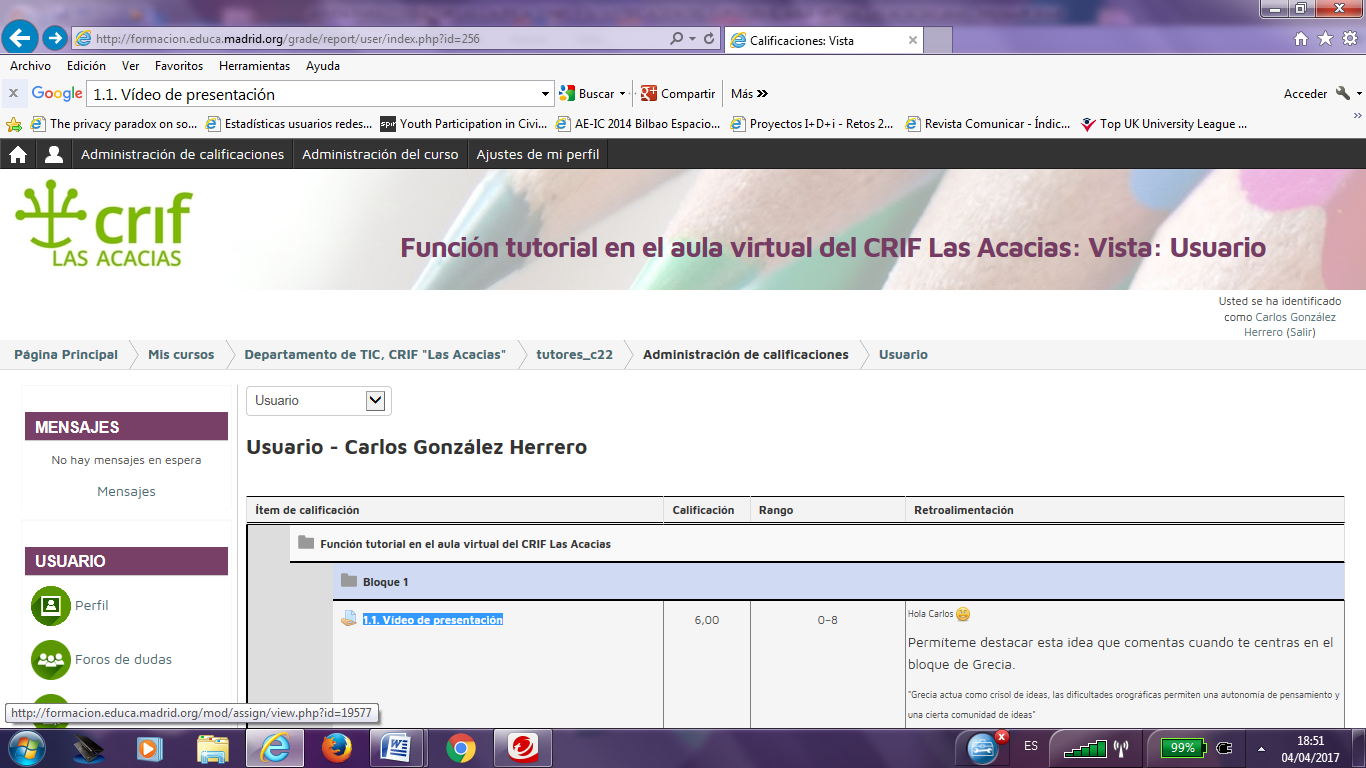 http://formacion.educa.madrid.org/grade/report/user/index.php?id=256
Calificaciones: Vista
Archivo Edición Ver Favoritos Herramientas Ayuda
x Google 1.1. Vídeo de presentación Buscar Compartir Más Acceder
The privacy paradox on so... Estadísticas usuarios redes... Youth Participation in Civi... AE-IC 2014 Bilbao Espacio... Proyectos I+D+i - Retos 2... Revista Comunicar - Índic... Top UK University League ...
Administración de calificaciones Administración del curso Ajustes de mi perfil
crif
LAS ACACIAS
Función tutorial en el aula virtual del CRIF Las Acacias: Vista: Usuario
Usted se ha identificado
como Carlos González
Herrero (Salir)
Página Principal Mis cursos Departamento de TIC, CRIF "Las Acacias" tutores_c22 Administración de calificaciones Usuario
MENSAJES
No hay mensajes en espera
Mensajes
USUARIO
Perfil
Foros de dudas
Usuario
Usuario - Carlos González Herrero
Ítem de calificación Calificación Rango Retroalimentación
Función tutorial en el aula virtual del CRIF Las Acacias
Bloque 1
1.1. Vídeo de presentación 6,00 0–8 Hola Carlos
Permíteme destacar esta idea que comentas cuando te centras en el
bloque de Grecia.
"Grecia actua como crisol de ideas, las dificultades orográficas permiten una autonomía de pensamiento y
una cierta comunidad de ideas"
http://formacion.educa.madrid.org/mod/assign/view.php?id=19577
ES 99% 18:51
04/04/2017